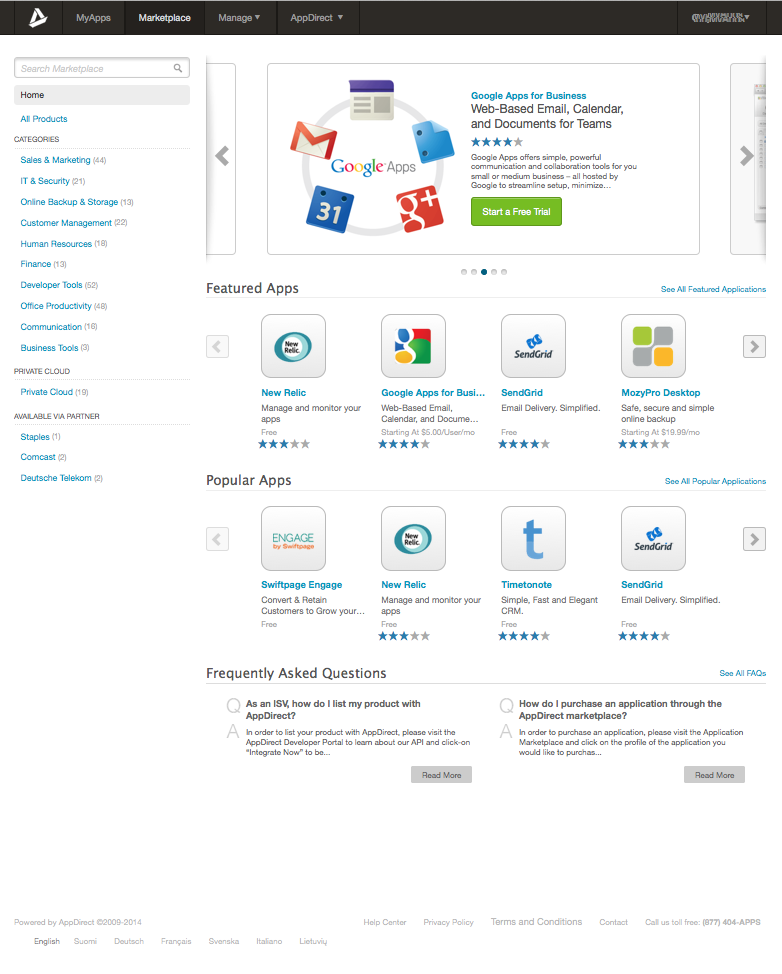 MyApps Marketplace Manage AppDirect
Search Marketplace
Home
All Products
CATEGORIES
Sales & Marketing (44)
IT & Security (21)
Online Backup & Storage (13)
Customer Management (22)
Human Resources (18)
Finance (13)
Developer Tools (52)
Office Productivity (48)
Communication (16)
Business Tools (3)
PRIVATE CLOUD
Private Cloud (19)
AVAILABLE VIA PARTNER
Staples (1)
Comcast (2)
Deutsche Telekom (2)
Google Apps
31
g+
Google Apps for Business
Web-Based Email, Calendar,
and Documents for Teams
Google Apps offers simple, powerful
communication and collaboration tools for you
small or medium business – all hosted by
Google to streamline setup, minimize...
Start a Free Trial
Featured Apps See All Featured Applications
New Relic.
g
SendGrid
New Relic
Manage and monitor your
apps
Free
Google Apps for Busi...
Web-Based Email,
Calendar, and Docume...
Starting At $5.00/User/mo
SendGrid
Email Delivery. Simplified.
Free
MozyPro Desktop
Safe, secure and simple
online backup
Starting At $19.99/mo
Popular Apps See All Popular Applications
ENGAGE
by Swiftpage
New Relic.
t
SendGrid
Swiftpage Engage
Convert & Retain
Customers to Grow your...
Free
New Relic
Manage and monitor your
apps
Free
Timetonote
Simple, Fast and Elegant
CRM.
Free
SendGrid
Email Delivery. Simplified.
Free
Frequently Asked Questions See All FAQs
Q As an ISV, how do I list my product with
AppDirect?
A In order to list your product with AppDirect, please visit the
AppDirect Developer Portal to learn about our API and click-on
"Integrate Now" to be...
Read More
Q How do I purchase an application through the
AppDirect marketplace?
A In order to purchase an application, please visit the Application
Marketplace and click on the profile of the application you
would like to purchas...
Read More
Powered by AppDirect ©2009-2014 Help Center Privacy Policy Terms and Conditions Contact Call us toll free: (877) 404-APPS
English Suomi Deutsch Français Svenska Italiano Lietuvių